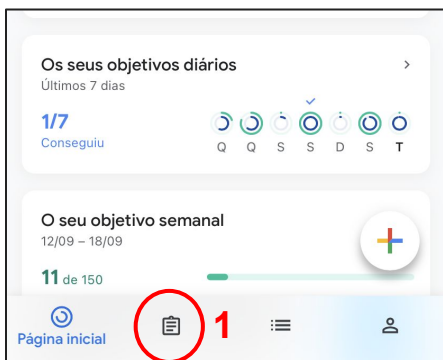 Os seus objetivos diários
Últimos 7 dias
1/7
Conseguiu
Q Q S S D S T
O seu objetivo semanal
12/09 – 18/09
11 de 150
1
Página inicial